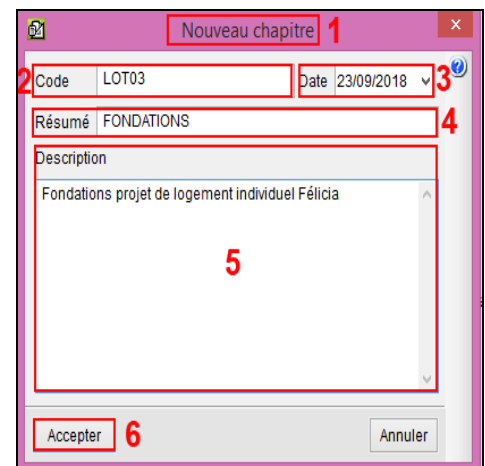 Nouveau chapitre 1
2 Code LOT03 Date 23/09/2018 3
Résumé FONDATIONS 4
Description
Fondations projet de logement individuel Félicia
5
Accepter 6 Annuler